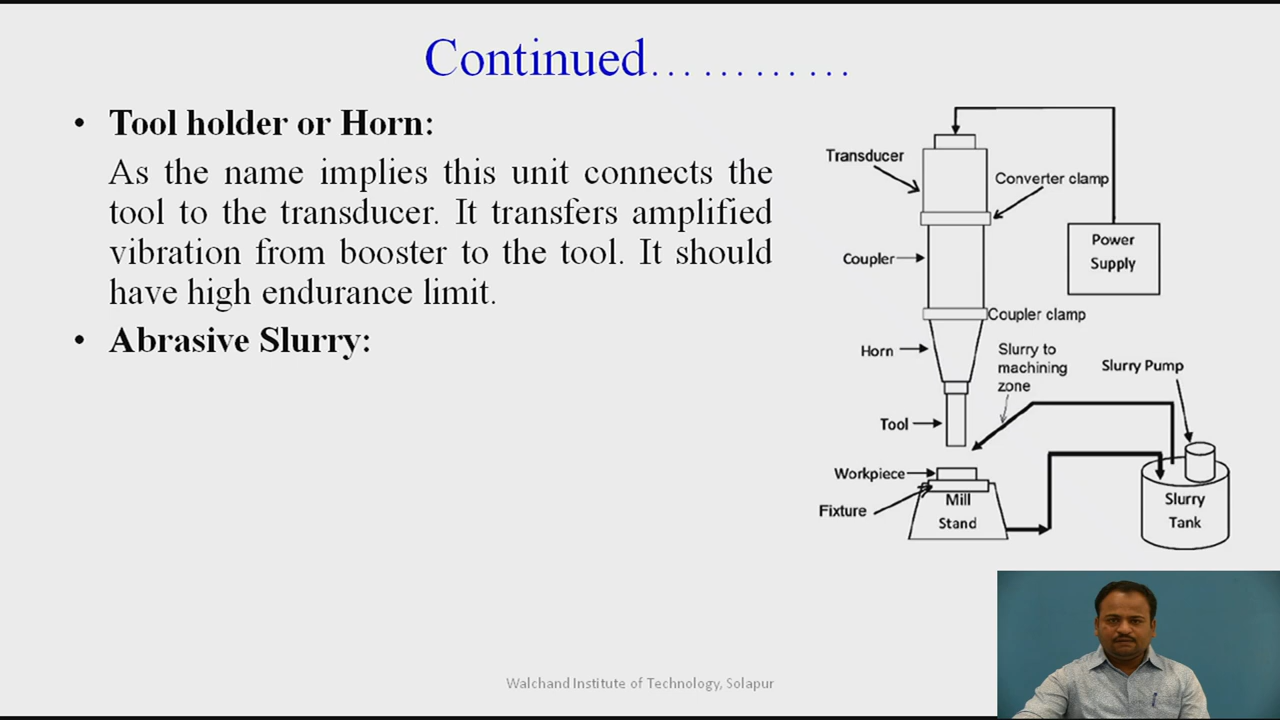 Continued…………
• Tool holder or Horn:
As the name implies this unit connects the
tool to the transducer. It transfers amplified
vibration from booster to the tool. It should
have high endurance limit.
• Abrasive Slurry:
Transducer
Converter clamp
Power
Supply
Coupler
Coupler clamp
Horn
Slurry to
machining
zone
Slurry Pump
Tool
Workpiece
Fixture
Mill
Stand
Slurry
Tank
Walchand Institute of Technology, Solapur